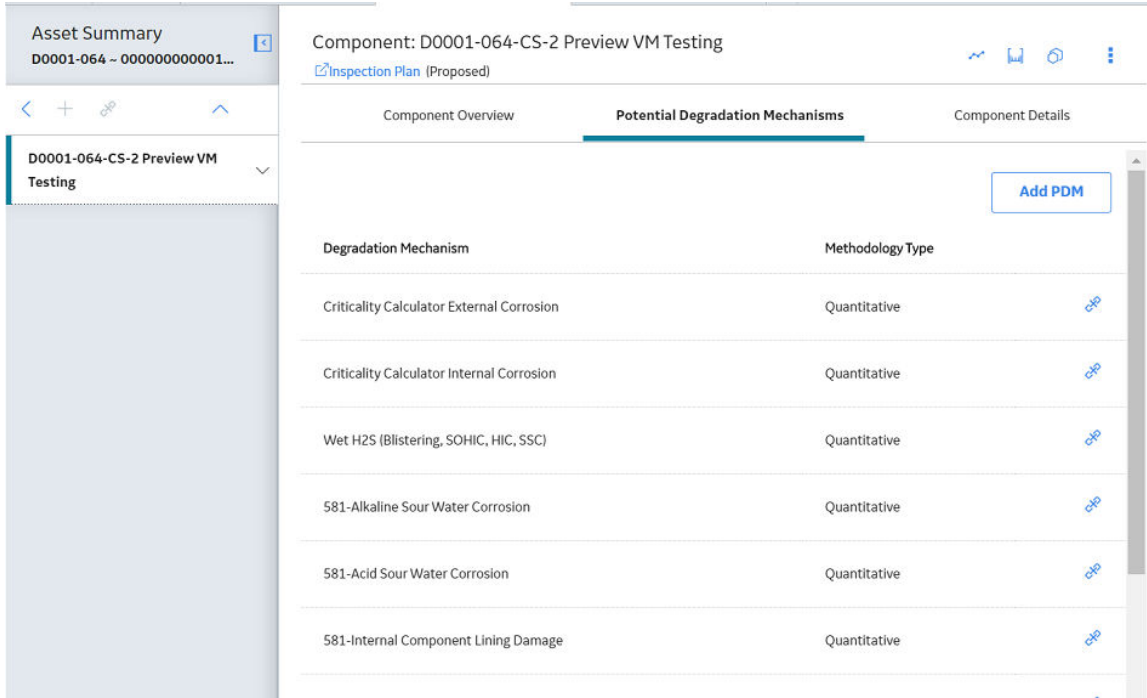 Asset Summary
D0001-064 ~ 000000000001...
D0001-064-CS-2 Preview VM
Testing
Component: D0001-064-CS-2 Preview VM Testing
Inspection Plan (Proposed)
Component Overview
Potential Degradation Mechanisms
Component Details
Add PDM
Degradation Mechanism Methodology Type
Criticality Calculator External Corrosion Quantitative
Criticality Calculator Internal Corrosion Quantitative
Wet H2S (Blistering, SOHIC, HIC, SSC) Quantitative
581-Alkaline Sour Water Corrosion Quantitative
581-Acid Sour Water Corrosion Quantitative
581-Internal Component Lining Damage Quantitative